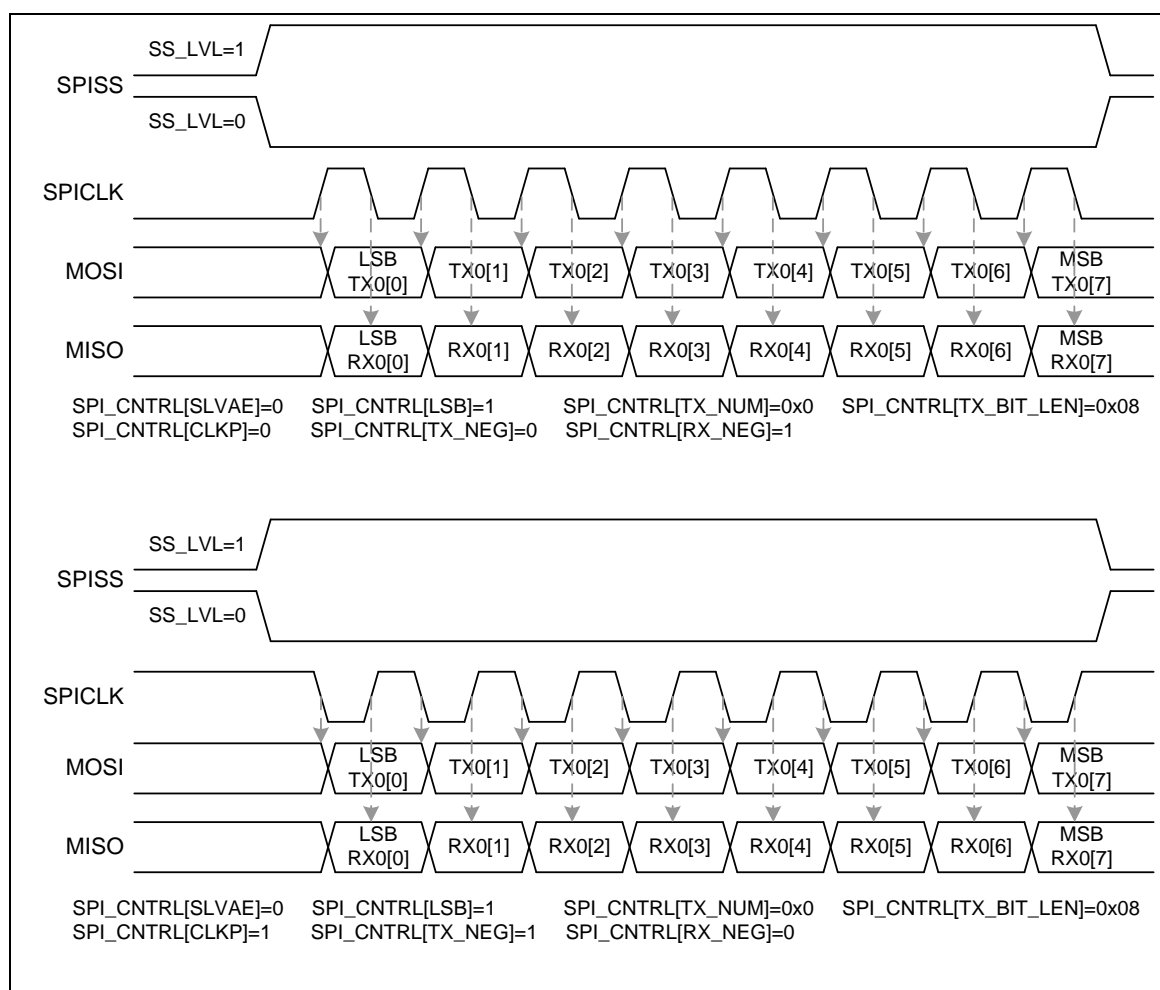 SS_LVL=1
SPISS
SS_LVL=0
SPICLK
MOSI LSB TX0[0] TX0[1] TX0[2] TX0[3] TX0[4] TX0[5] TX0[6] MSB TX0[7]
MISO LSB RX0[0] RX0[1] RX0[2] RX0[3] RX0[4] RX0[5] RX0[6] MSB RX0[7]
SPI_CNTRL[SLVAE]=0 SPI_CNTRL[LSB]=1 SPI_CNTRL[TX_NUM]=0x0 SPI_CNTRL[TX_BIT_LEN]=0x08
SPI_CNTRL[CLKP]=0 SPI_CNTRL[TX_NEG]=0 SPI_CNTRL[RX_NEG]=1
SS_LVL=1
SPISS
SS_LVL=0
SPICLK
MOSI LSB TX0[0] TX0[1] TX0[2] TX0[3] TX0[4] TX0[5] TX0[6] MSB TX0[7]
MISO LSB RX0[0] RX0[1] RX0[2] RX0[3] RX0[4] RX0[5] RX0[6] MSB RX0[7]
SPI_CNTRL[SLVAE]=0 SPI_CNTRL[LSB]=1 SPI_CNTRL[TX_NUM]=0x0 SPI_CNTRL[TX_BIT_LEN]=0x08
SPI_CNTRL[CLKP]=1 SPI_CNTRL[TX_NEG]=1 SPI_CNTRL[RX_NEG]=0